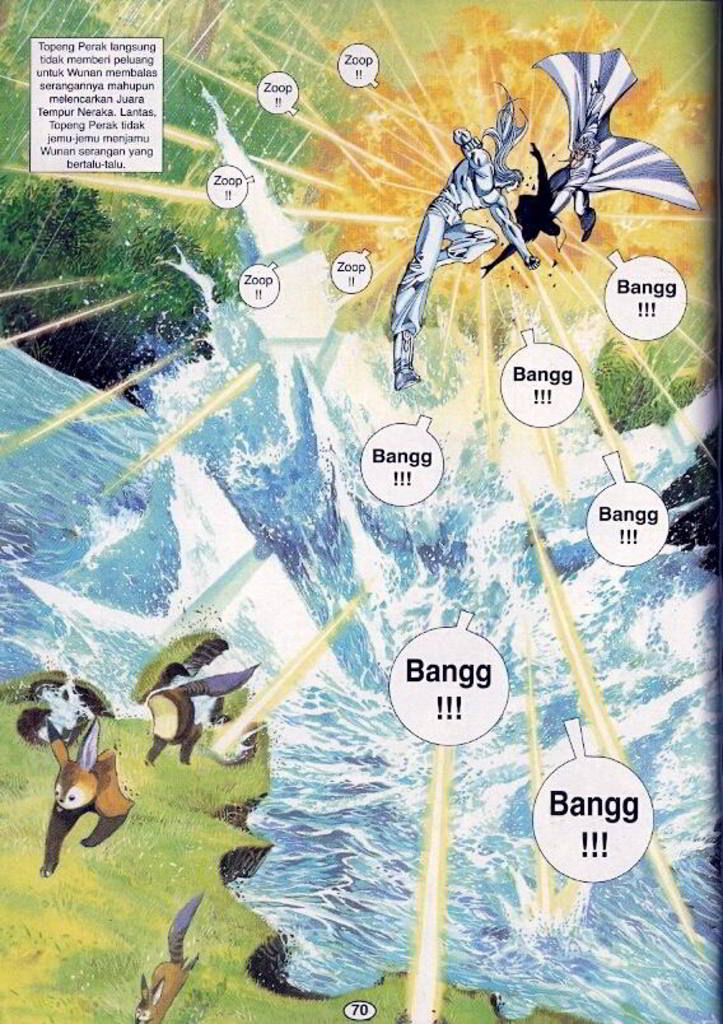 Topeng Perak langsung
tidak memberi peluang
untuk Wunan membalas
serangannya mahupun
melencarkan Juara
Tempur Neraka. Lantas,
Topeng Perak tidak
jemu-jemu menjamu
Wunan serangan yang
bertalu-talu.
Zoop
!!
Zoop
!!
Zoop
!!
Zoop
!!
Zoop
!!
Bangg
!!!
Bangg
!!!
Bangg
!!!
Bangg
!!!
Bangg
!!!
Bangg
!!!
70